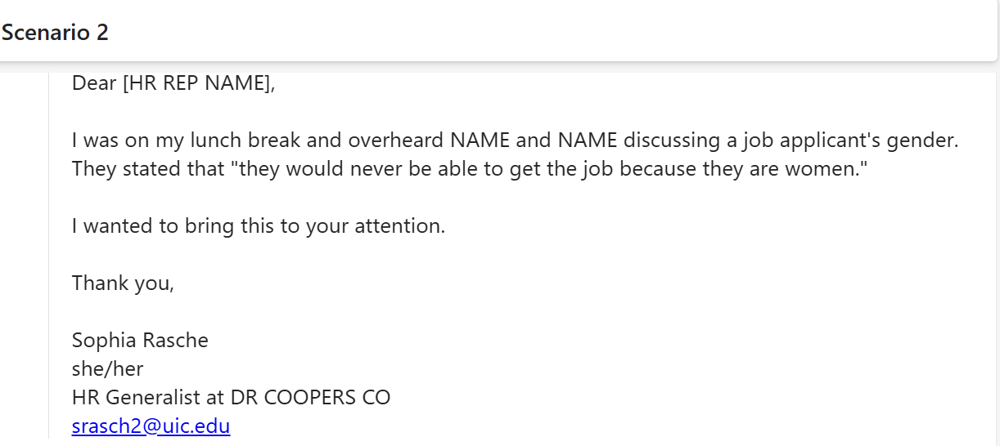 Scenario 2
Dear [HR REP NAME],
I was on my lunch break and overheard NAME and NAME discussing a job applicant's gender.
They stated that "they would never be able to get the job because they are women."
I wanted to bring this to your attention.
Thank you,
Sophia Rasche
she/her
HR Generalist at DR COOPERS CO
srasch2@uic.edu